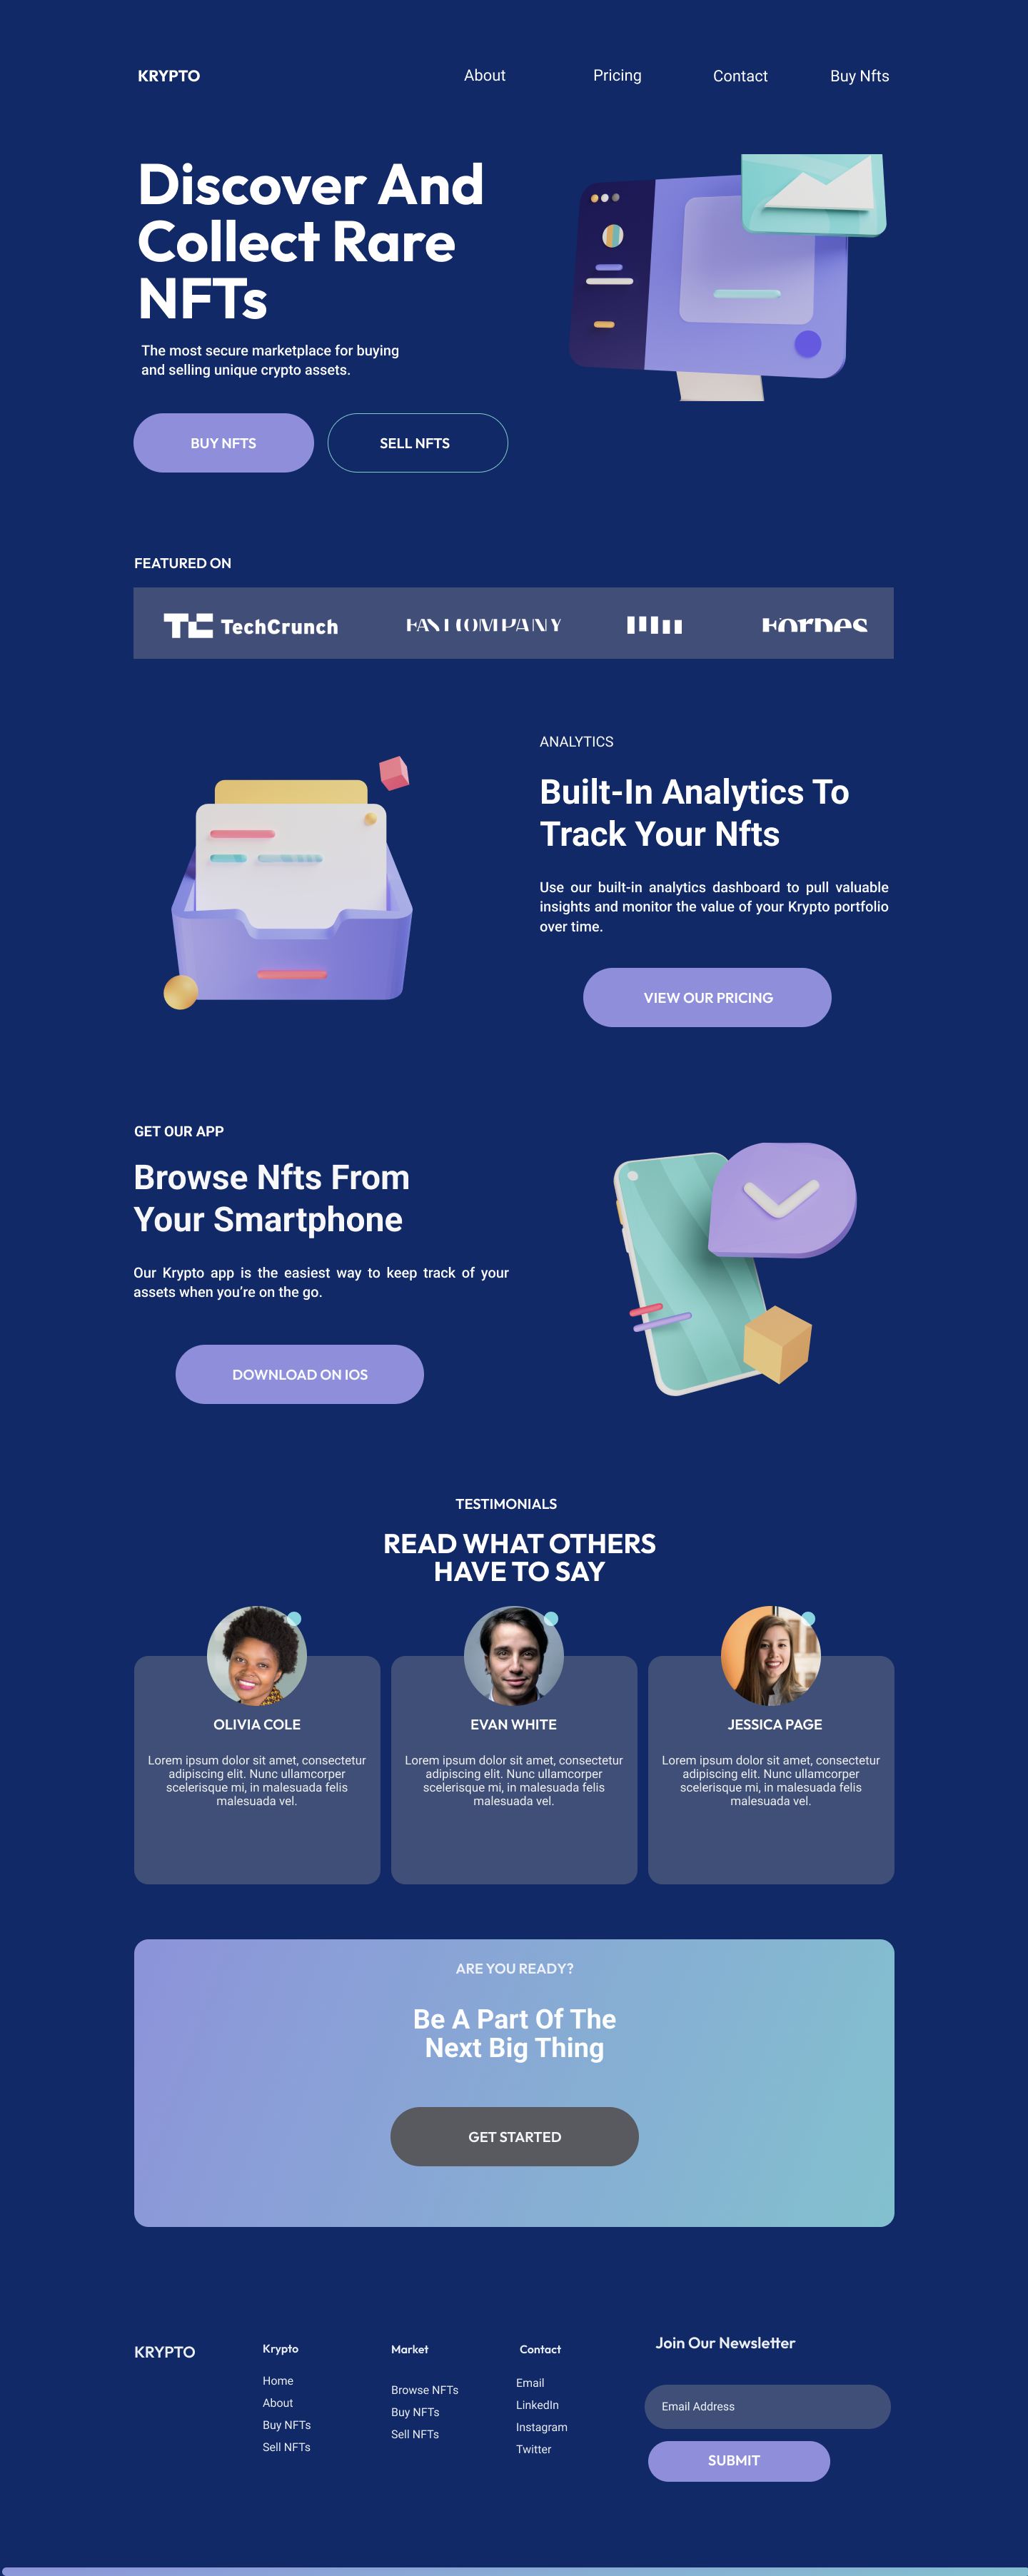 KRYPTO
About
Pricing
Contact
Buy Nfts
Discover And
Collect Rare
NFTs
The most secure marketplace for buying
and selling unique crypto assets.
BUY NFTS
SELL NFTS
FEATURED ON
TC TechCrunch
FAST COMPANY
Forbes
ANALYTICS
Built-In Analytics To
Track Your Nfts
Use our built-in analytics dashboard to pull valuable
insights and monitor the value of your Krypto portfolio
over time.
VIEW OUR PRICING
GET OUR APP
Browse Nfts From
Your Smartphone
Our Krypto app is the easiest way to keep track of your
assets when you’re on the go.
DOWNLOAD ON IOS
TESTIMONIALS
READ WHAT OTHERS
HAVE TO SAY
OLIVIA COLE
Lorem ipsum dolor sit amet, consectetur
adipiscing elit. Nunc ullamcorper
scelerisque mi, in malesuada felis
malesuada vel.
EVAN WHITE
Lorem ipsum dolor sit amet, consectetur
adipiscing elit. Nunc ullamcorper
scelerisque mi, in malesuada felis
malesuada vel.
JESSICA PAGE
Lorem ipsum dolor sit amet, consectetur
adipiscing elit. Nunc ullamcorper
scelerisque mi, in malesuada felis
malesuada vel.
ARE YOU READY?
Be A Part Of The
Next Big Thing
GET STARTED
KRYPTO
Krypto
Home
About
Buy NFTs
Sell NFTs
Market
Browse NFTs
Buy NFTs
Sell NFTs
Contact
Email
LinkedIn
Instagram
Twitter
Join Our Newsletter
Email Address
SUBMIT